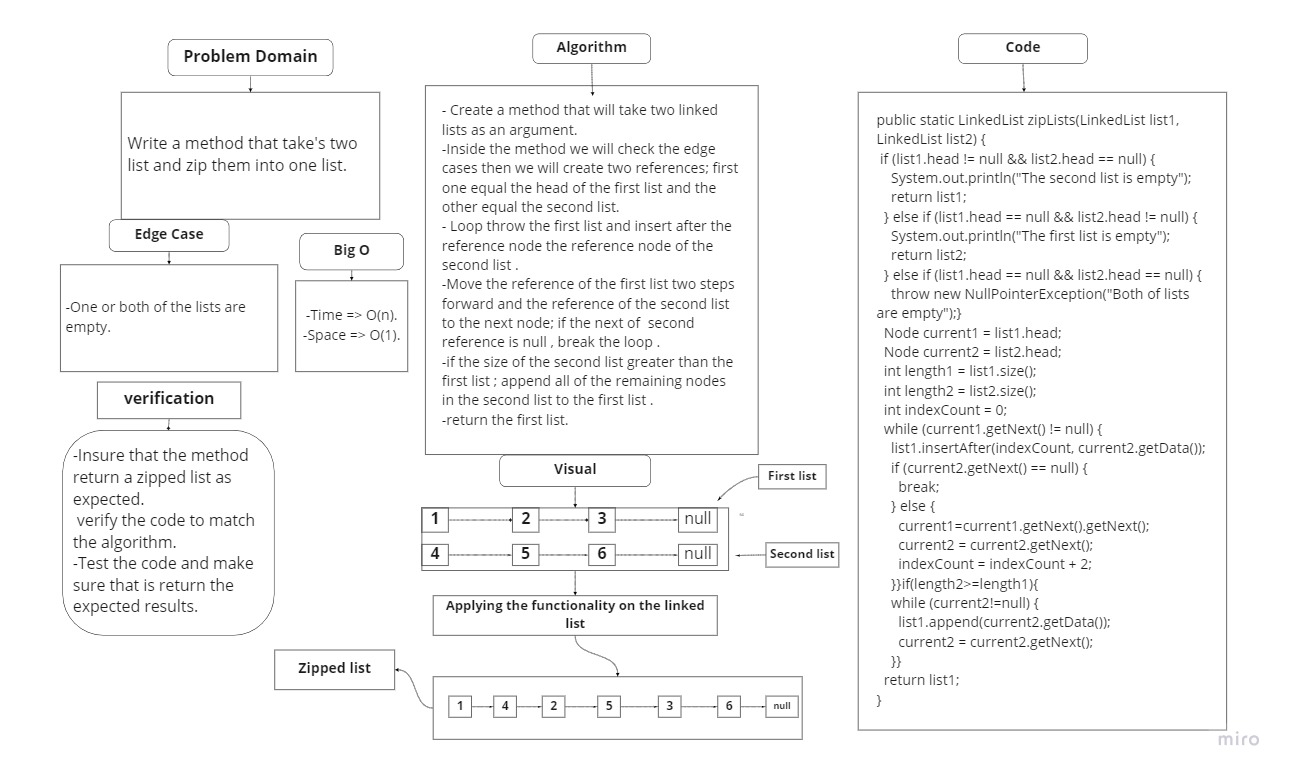 Problem Domain
Write a method that take's two
list and zip them into one list.
Edge Case
-One or both of the lists are
empty.
Big O
-Time => O(n).
-Space => O(1).
verification
-Insure that the method
return a zipped list as
expected.
verify the code to match
the algorithm.
-Test the code and make
sure that is return the
expected results.
Algorithm
- Create a method that will take two linked
lists as an argument.
-Inside the method we will check the edge
cases then we will create two references; first
one equal the head of the first list and the
other equal the second list.
- Loop throw the first list and insert after the
reference node the reference node of the
second list .
-Move the reference of the first list two steps
forward and the reference of the second list
to the next node; if the next of  second
reference is null , break the loop .
-if the size of the second list greater than the
first list ; append all of the remaining nodes
in the second list to the first list .
-return the first list.
Visual
First list
1 2 3 null
4 5 6 null
Second list
Applying the functionality on the linked
list
Zipped list
1 4 2 5 3 6 null
Code
public static LinkedList zipLists(LinkedList list1,
LinkedList list2) {
if (list1.head != null && list2.head == null) {
System.out.println("The second list is empty");
return list1;
} else if (list1.head == null && list2.head != null) {
System.out.println("The first list is empty");
return list2;
} else if (list1.head == null && list2.head == null) {
throw new NullPointerException("Both of lists
are empty");}
Node current1 = list1.head;
Node current2 = list2.head;
int length1 = list1.size();
int length2 = list2.size();
int indexCount = 0;
while (current1.getNext() != null) {
list1.insertAfter(indexCount, current2.getData());
if (current2.getNext() == null) {
break;
} else {
current1=current1.getNext().getNext();
current2 = current2.getNext();
indexCount = indexCount + 2;
}}if(length2>=length1){
while (current2!=null) {
list1.append(current2.getData());
current2 = current2.getNext();
}}
return list1;
}
miro